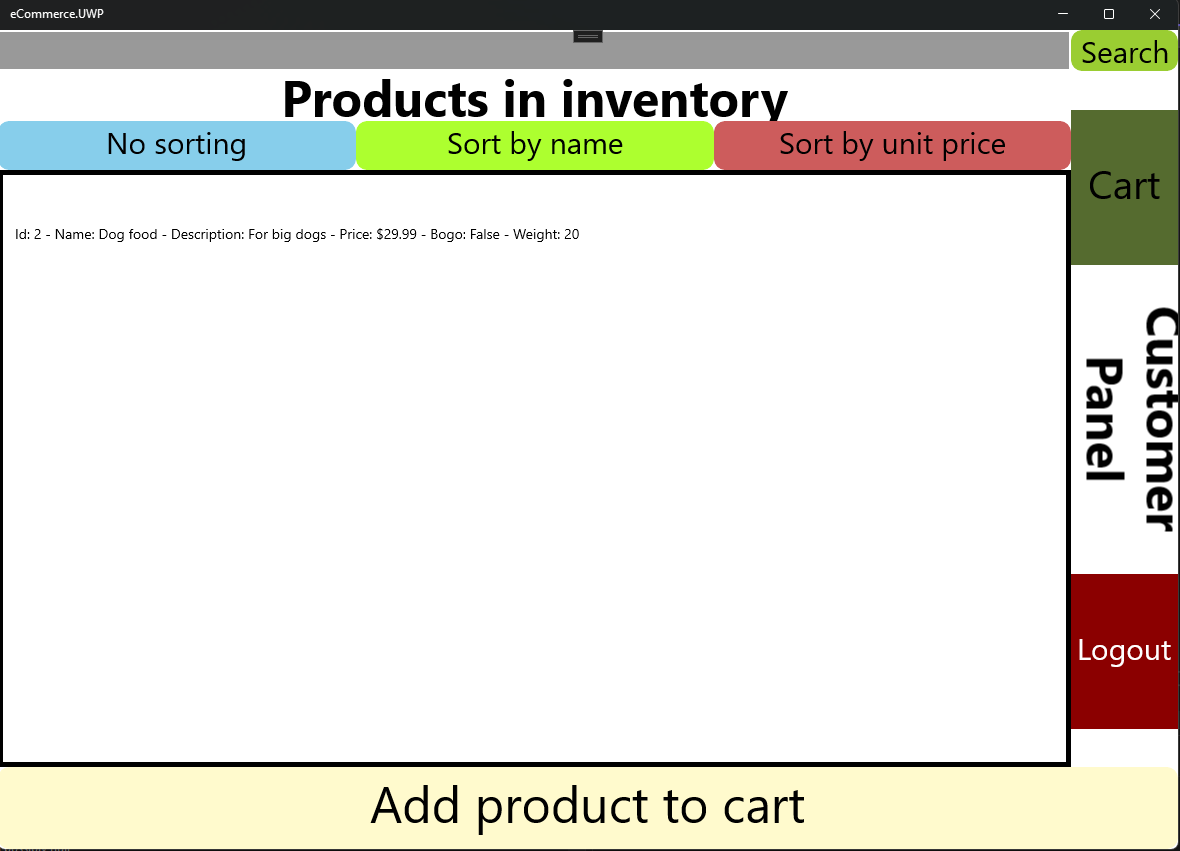 eCommerce.UWP
Search
Products in inventory
No sorting
Sort by name
Sort by unit price
Cart
Id: 2 - Name: Dog food - Description: For big dogs - Price: $29.99 - Bogo: False - Weight: 20
Customer
Panel
Logout
Add product to cart